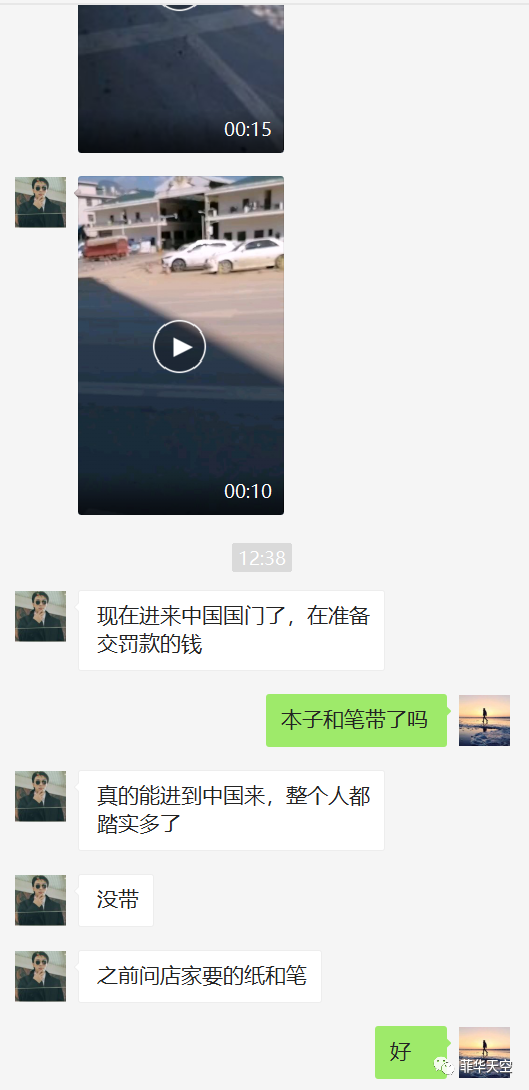 00:15
00:10
12:38
现在进来中国国门了，在准备
交罚款的钱
本子和笔带了吗
真的能进到中国来，整个人都
踏实多了
没带
之前问店家要的纸和笔
好
菲华天空